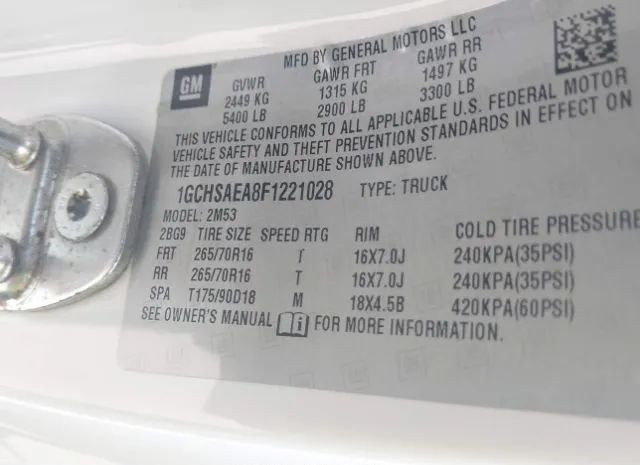 MFD BY GENERAL MOTORS LLC
GM
GVWR GAWR FRT GAWR RR
2449 KG 1315 KG 1497 KG
5400 LB 2900 LB 3300 LB
THIS VEHICLE CONFORMS TO ALL APPLICABLE U.S. FEDERAL MOTOR
VEHICLE SAFETY AND THEFT PREVENTION STANDARDS IN EFFECT ON
THE DATE OF MANUFACTURE SHOWN ABOVE.
1GCHSAEA8F1221028 TYPE: TRUCK
MODEL: 2M53
2BG9 TIRE SIZE SPEED RTG RIM COLD TIRE PRESSURE
FRT 265/70R16 T 16X7.0J 240KPA(35PSI)
RR 265/70R16 T 16X7.0J 240KPA(35PSI)
SPA T175/90D18 M 18X4.5B 420KPA(60PSI)
SEE OWNER'S MANUAL FOR MORE INFORMATION.